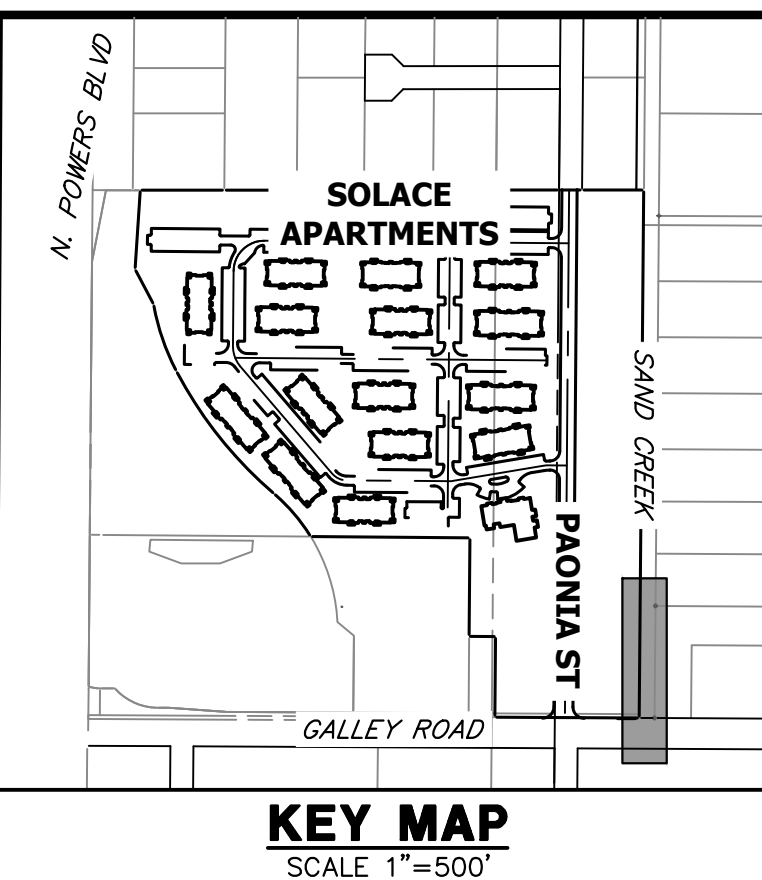 N. POWERS BLVD
SOLACE
APARTMENTS
SAND CREEK
PAONIA ST
GALLEY ROAD
KEY MAP
SCALE 1"=500'